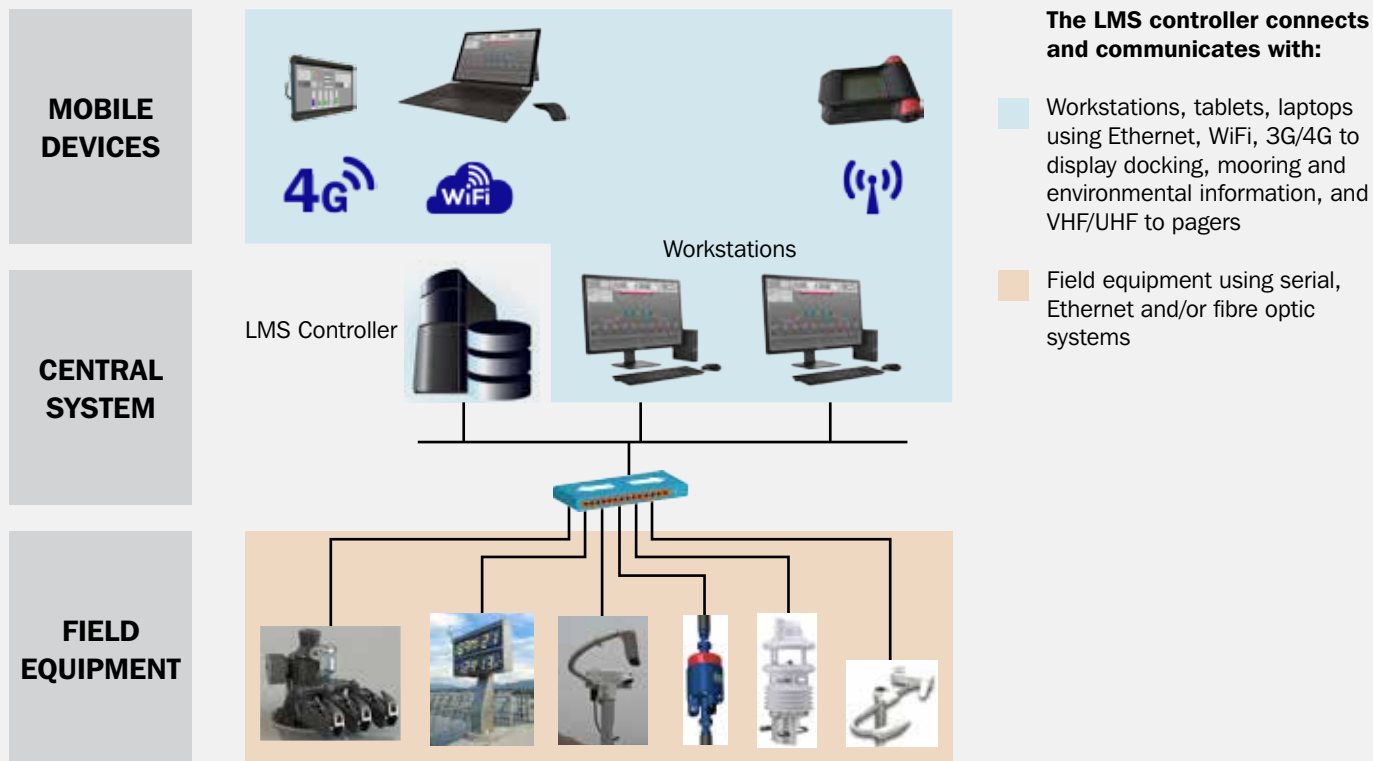 MOBILE
DEVICES
4G
WiFi
Workstations
LMS Controller
CENTRAL
SYSTEM
FIELD
EQUIPMENT
The LMS controller connects
and communicates with:
Workstations, tablets, laptops
using Ethernet, WiFi, 3G/4G to
display docking, mooring and
environmental information, and
VHF/UHF to pagers
Field equipment using serial,
Ethernet and/or fibre optic
systems